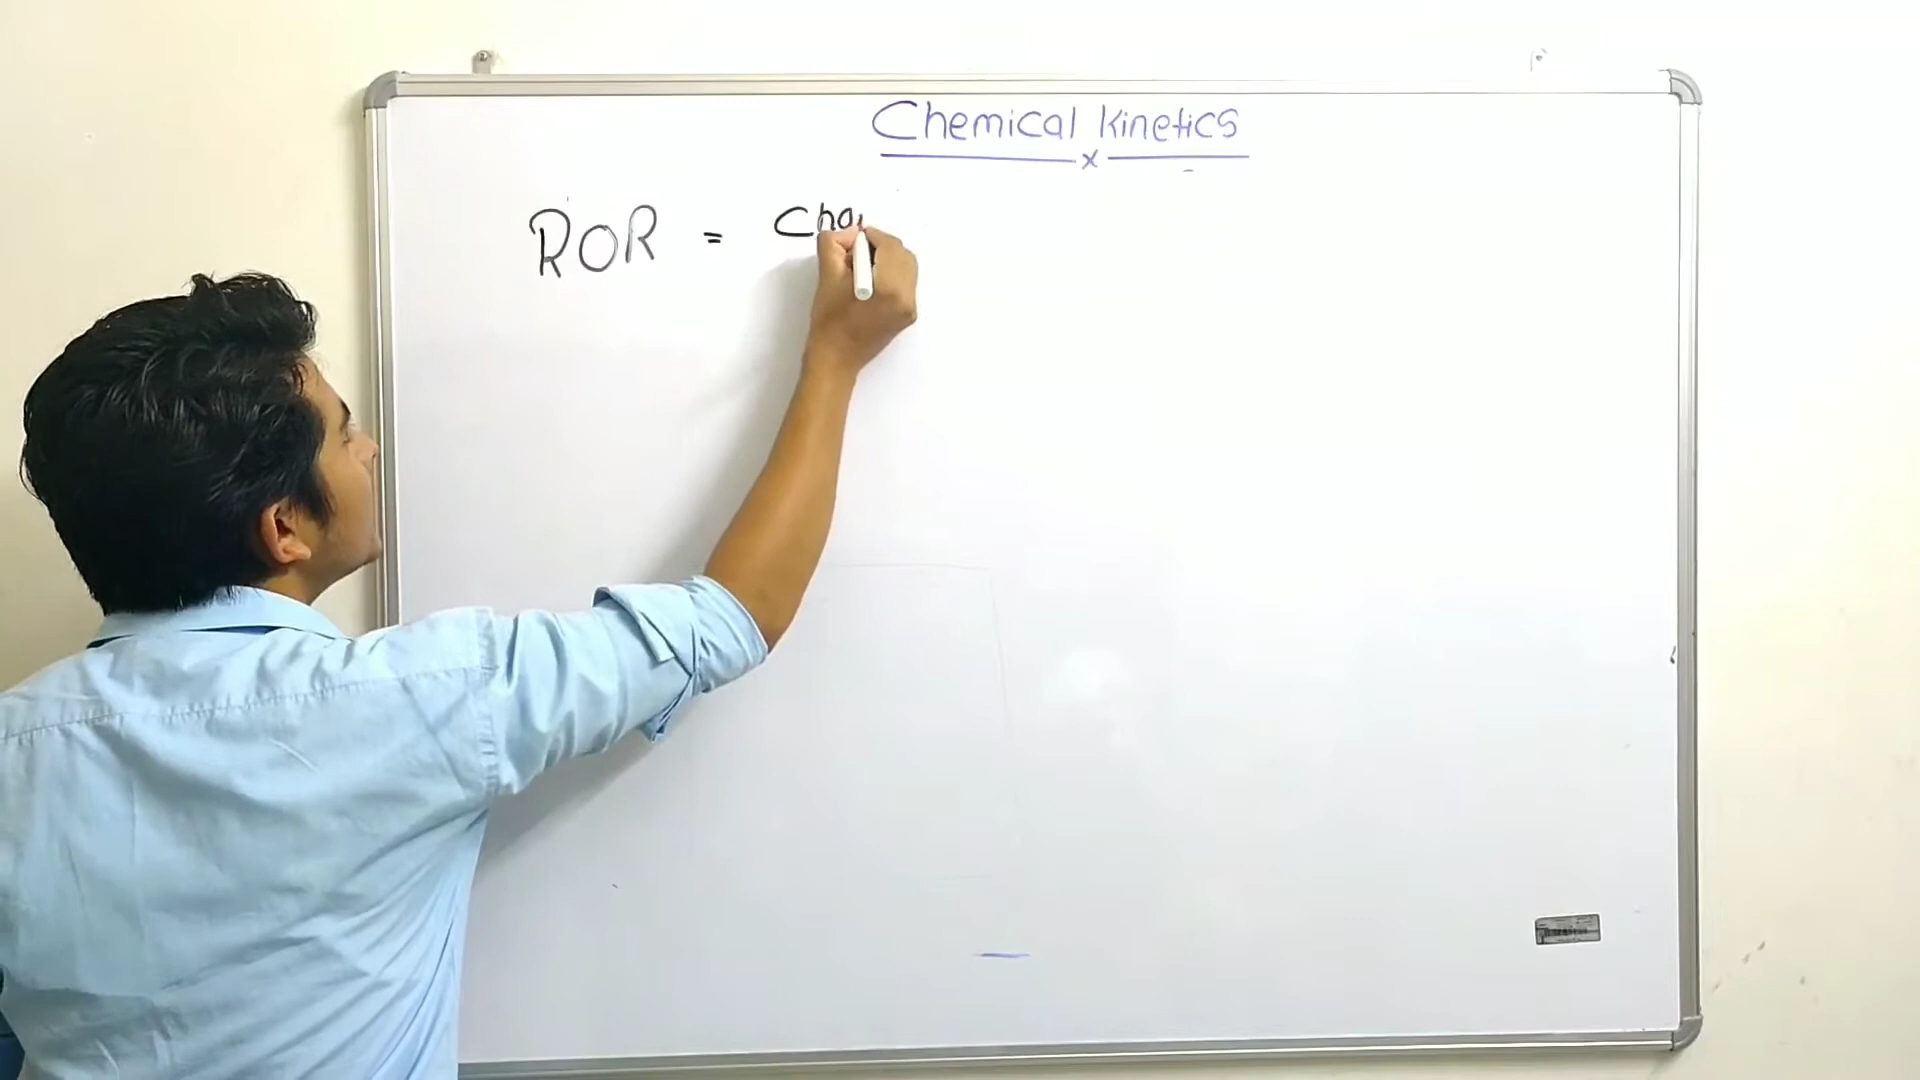 Chemical Kinetics
x
ROR = Cha